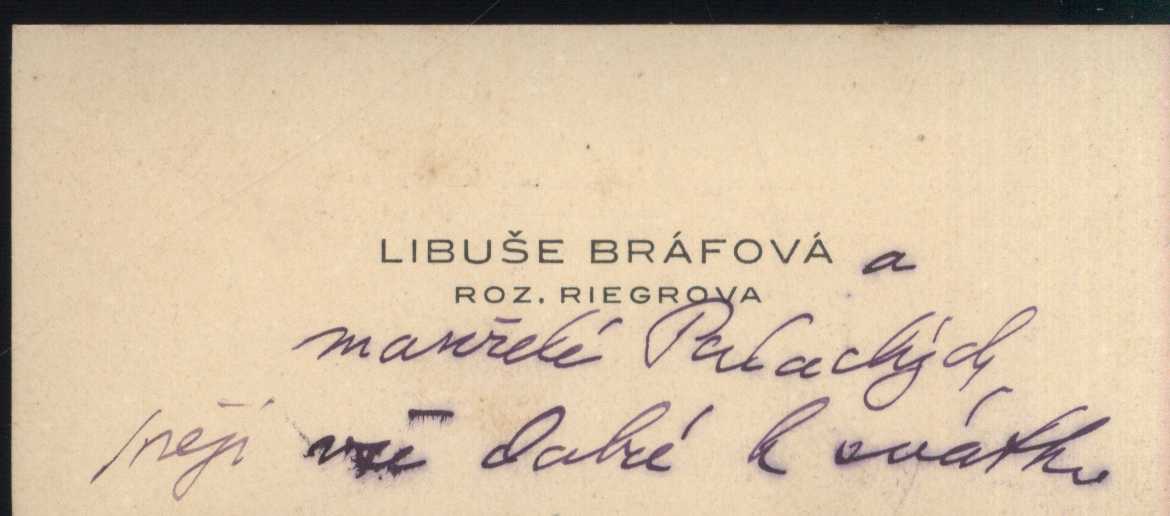 LIBUŠE BRÁFOVÁ a
ROZ. RIEGROVA
manželé Palackých
přejí vše dobré k svátku